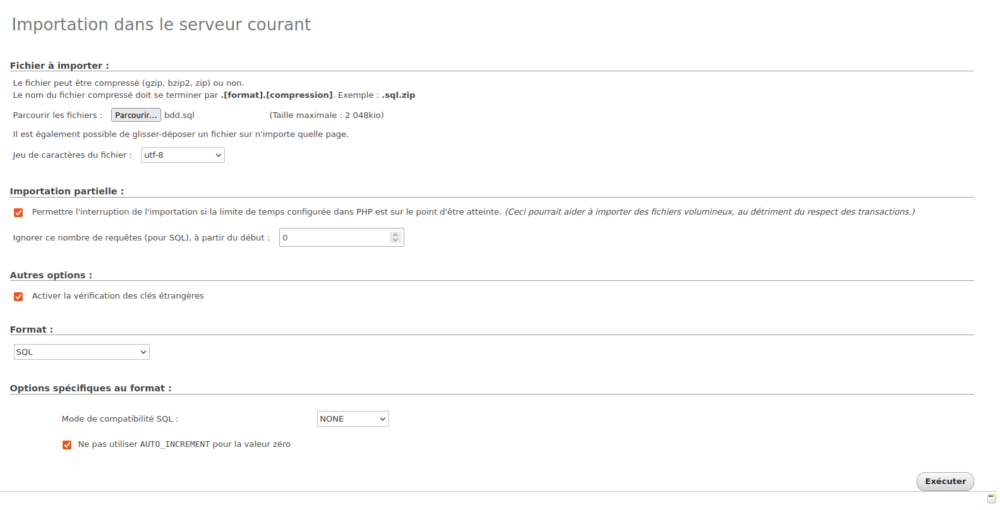 Importation dans le serveur courant
Fichier à importer :
Le fichier peut être compressé (gzip, bzip2, zip) ou non.
Le nom du fichier compressé doit se terminer par .[format].[compression]. Exemple : .sql.zip
Parcourir les fichiers : Parcourir... bdd.sql (Taille maximale : 2 048kio)
Il est également possible de glisser-déposer un fichier sur n'importe quelle page.
Jeu de caractères du fichier : utf-8
Importation partielle :
Permettre l'interruption de l'importation si la limite de temps configurée dans PHP est sur le point d'être atteinte. (Ceci pourrait aider à importer des fichiers volumineux, au détriment du respect des transactions.)
Ignorer ce nombre de requêtes (pour SQL), à partir du début : 0
Autres options :
Activer la vérification des clés étrangères
Format :
SQL
Options spécifiques au format :
Mode de compatibilité SQL : NONE
Ne pas utiliser AUTO_INCREMENT pour la valeur zéro
Exécuter